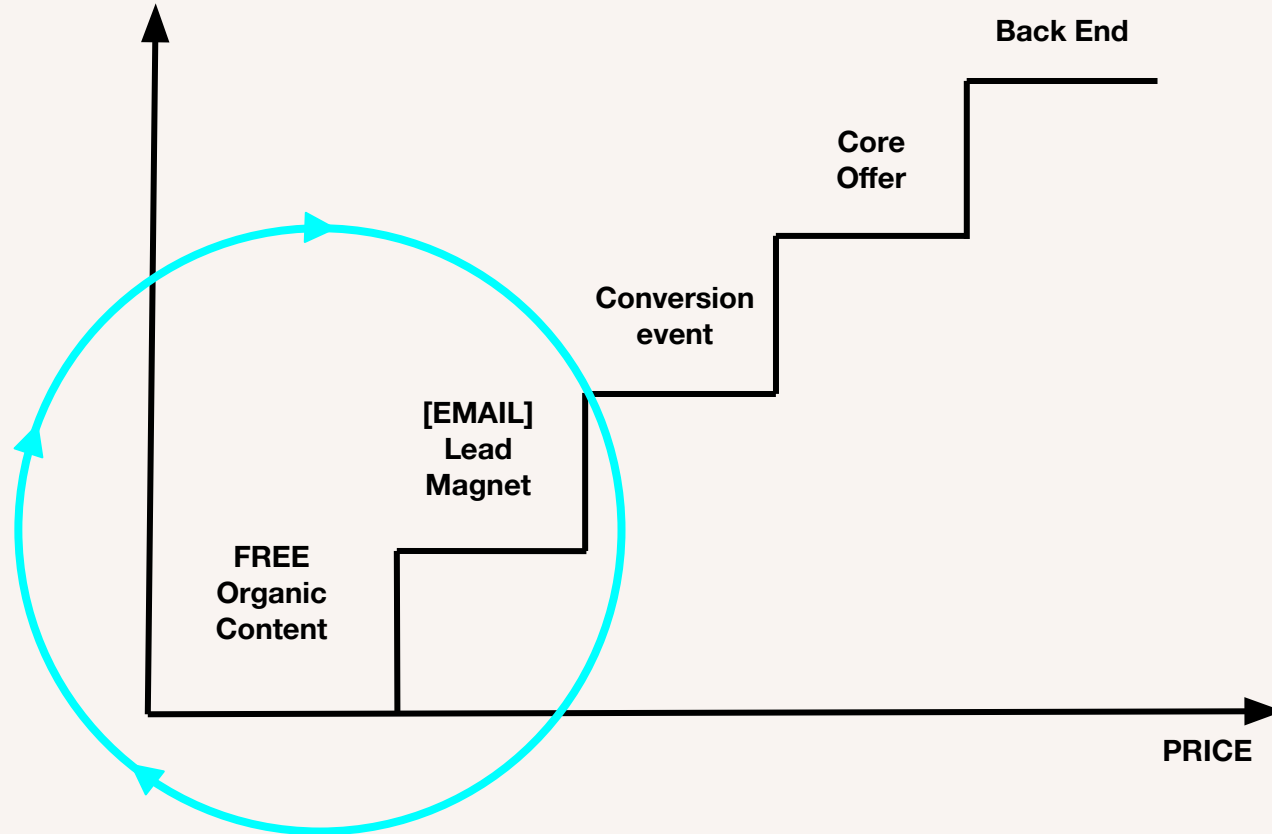 Back End
Core
Offer
Conversion
event
[EMAIL]
Lead
Magnet
FREE
Organic
Content
PRICE